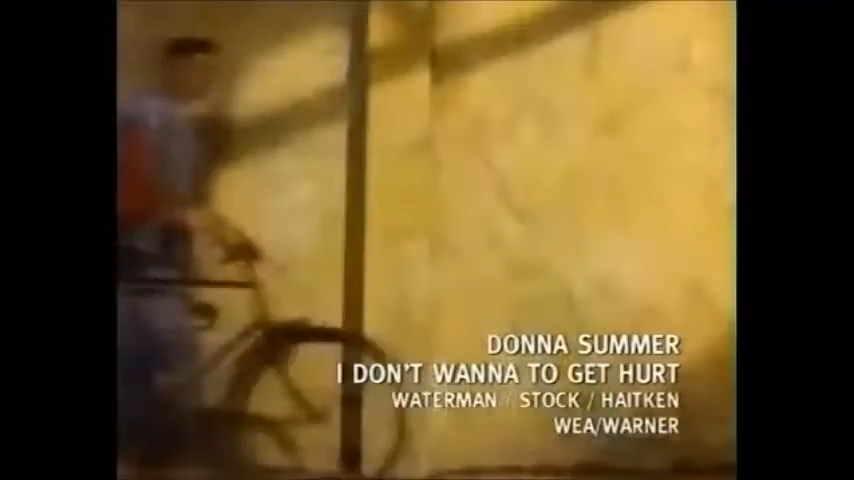 DONNA SUMMER
I DON'T WANNA TO GET HURT
WATERMAN / STOCK / HAITKEN
WEA/WARNER